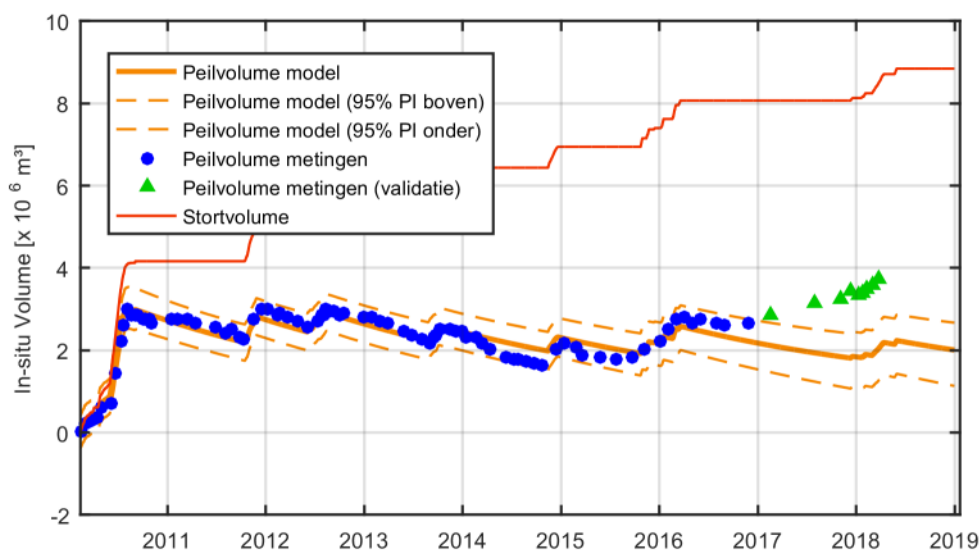 10
8
6
4
2
0
-2
In-situ Volume [x 10 ⁶ m³]
Peilvolume model
Peilvolume model (95% PI boven)
Peilvolume model (95% PI onder)
Peilvolume metingen
Peilvolume metingen (validatie)
Stortvolume
2011 2012 2013 2014 2015 2016 2017 2018 2019